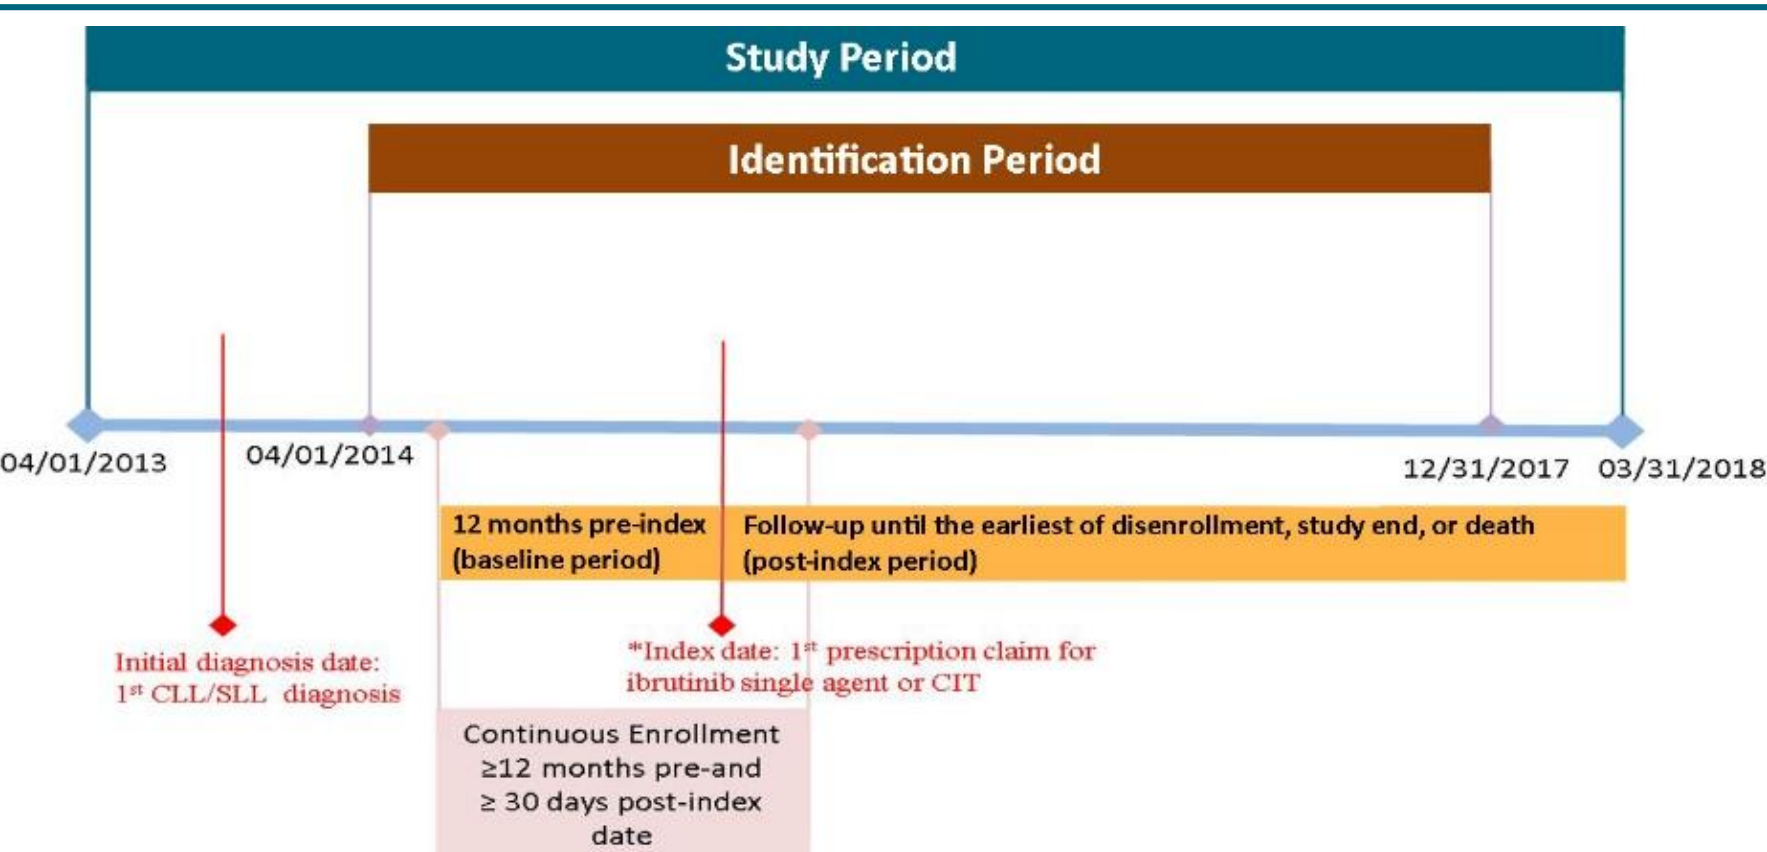 Study Period
Identification Period
04/01/2013
04/01/2014
12/31/2017
03/31/2018
12 months pre-index
(baseline period)
Follow-up until the earliest of disenrollment, study end, or death
(post-index period)
Initial diagnosis date:
1st CLL/SLL diagnosis
*Index date: 1st prescription claim for
ibrutinib single agent or CIT
Continuous Enrollment
≥12 months pre-and
≥ 30 days post-index
date